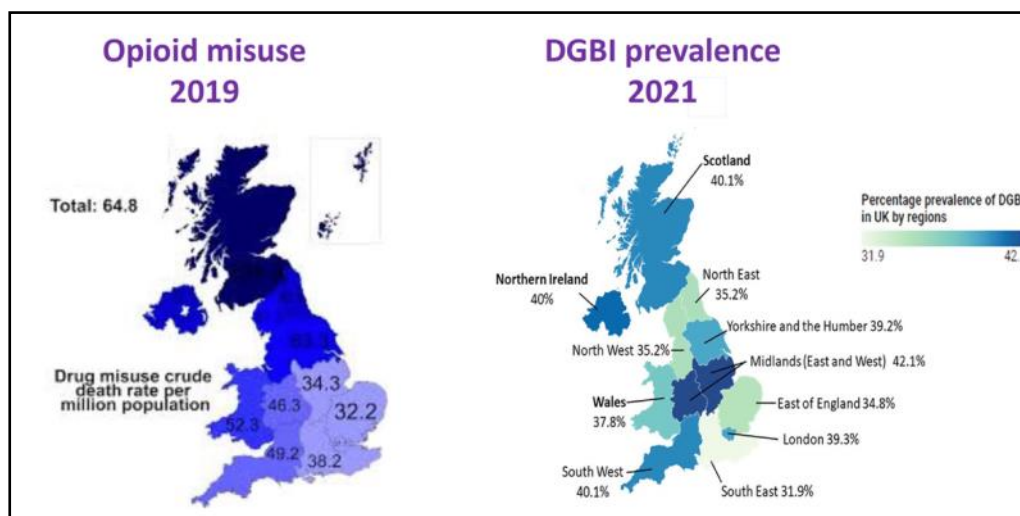 Opioid misuse
2019
DGBI prevalence
2021
Total: 64.8
Drug misuse crude
death rate per
million population
34.3
46.3
32.2
52.3
49.2
38.2
Scotland
40.1%
Northern Ireland
40%
North East
35.2%
Yorkshire and the Humber 39.2%
North West 35.2%
Midlands (East and West) 42.1%
Wales
37.8%
East of England 34.8%
London 39.3%
South West
40.1%
South East 31.9%
Percentage prevalence of DGB
in UK by regions
31.9
42.